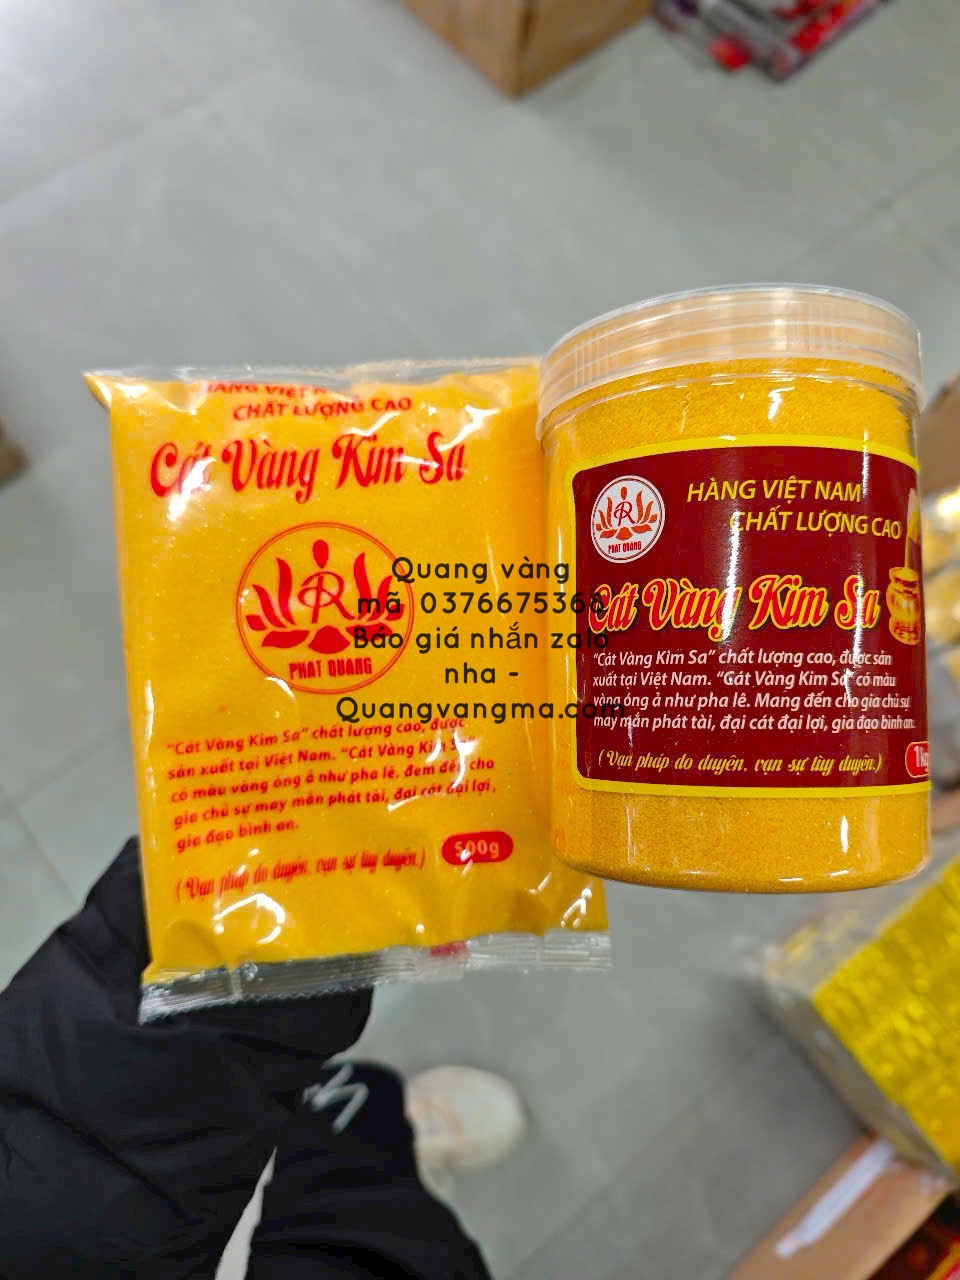 CHẤT LƯỢNG CAO
Cát Vàng Kim Sa
R
PHAT QUANG
"Cát Vàng Kim Sa" chất lượng cao, được
sản xuất tại Việt Nam. "Cát Vàng Kim Sa"
có màu vàng óng ả như pha lê, đem đến cho
gia chủ sự may mắn phát tài, đại cát đại lợi,
gia đạo bình an.
(Vạn pháp do duyên, vạn sự tùy duyên.)
500g
HÀNG VIỆT NAM
CHẤT LƯỢNG CAO
R
PHAT QUANG
Cát Vàng Kim Sa
"Cát Vàng Kim Sa" chất lượng cao, được sản
xuất tại Việt Nam. "Cát Vàng Kim Sa" có màu
vàng óng ả như pha lê. Mang đến cho gia chủ sự
may mắn phát tài, đại cát đại lợi, gia đạo bình an.
(Vạn pháp do duyên, vạn sự tùy duyên.)
1kg
Quang vàng
mã 0376675368
Báo giá nhắn zalo
nha -
Quangvangma.com